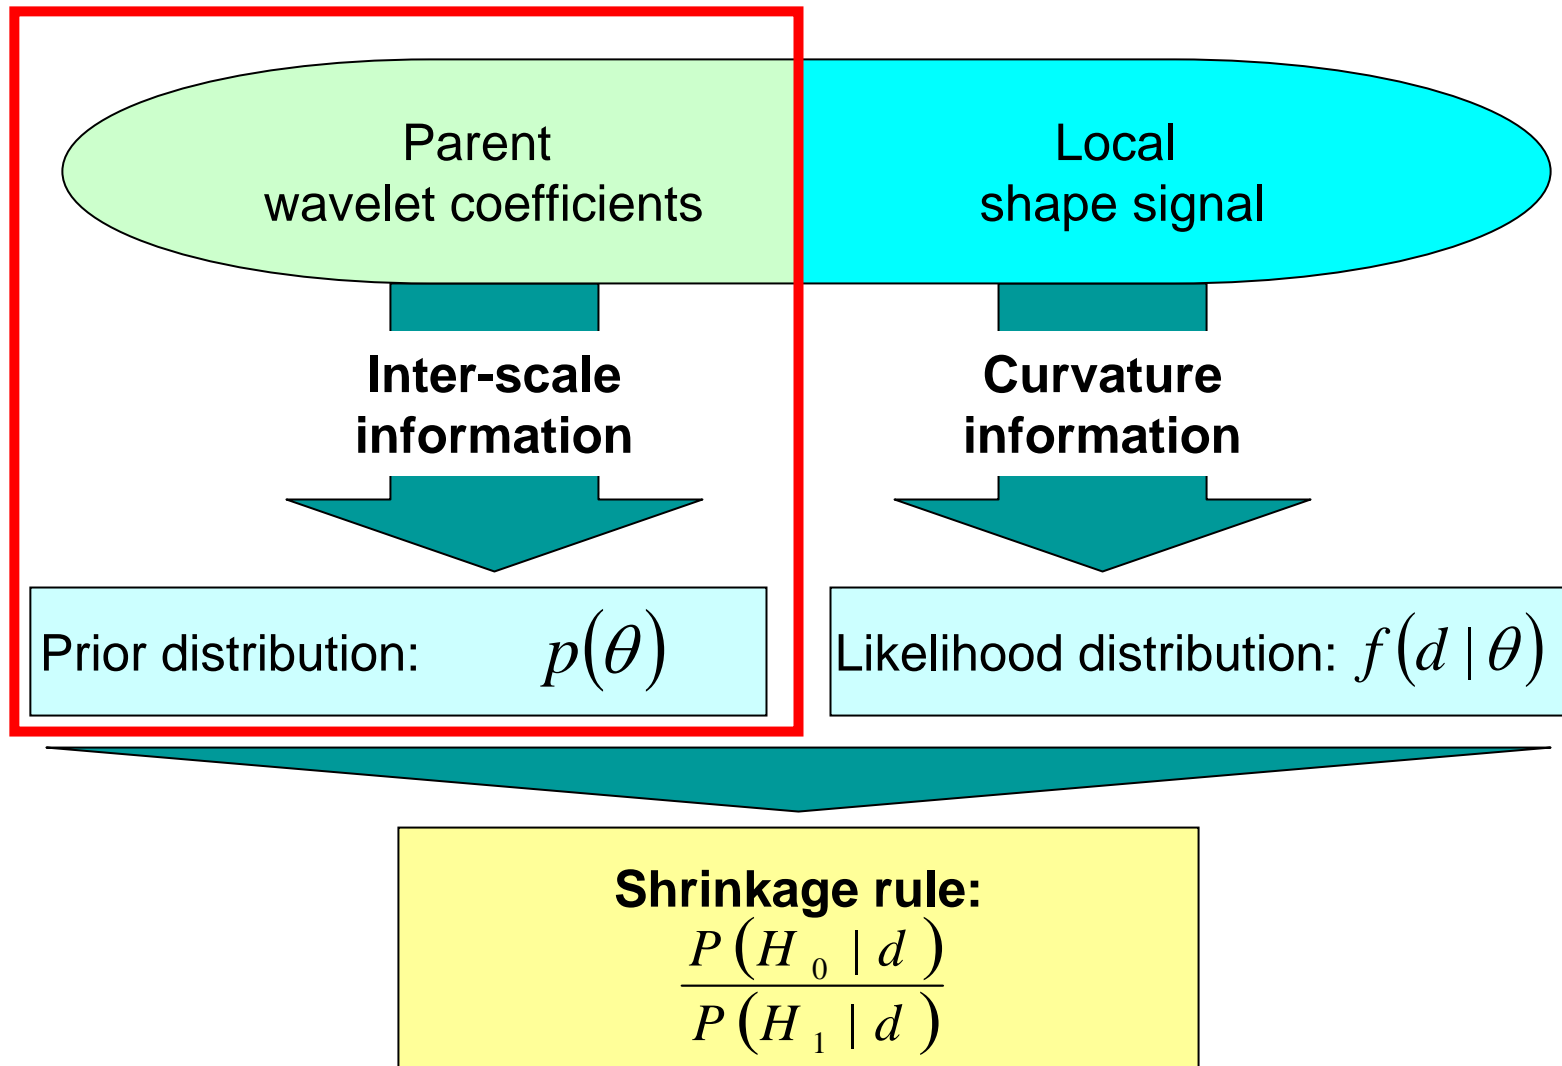 Parent
wavelet coefficients
Local
shape signal
Inter-scale
information
Curvature
information
Prior distribution: p(θ)
Likelihood distribution: f(d | θ)
Shrinkage rule:
P(H₀ | d)
P(H₁ | d)